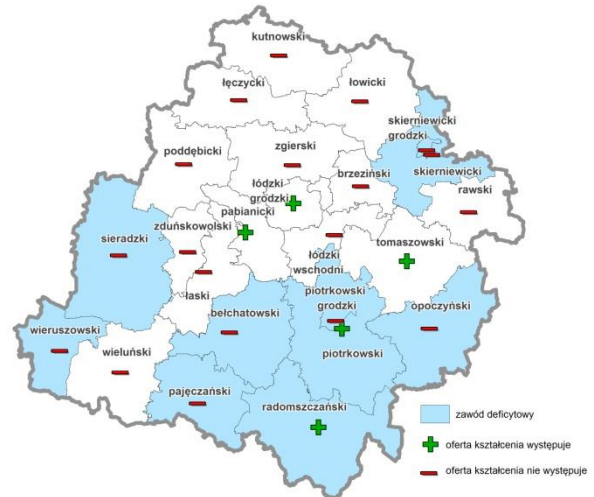 kutnowski
łęczycki
łowicki
skierniewicki
grodzki
poddębicki
zgierski
brzeziński
skierniewicki
rawski
łódzki
grodzki
pabianicki
zduńskowolski
sieradzki
tomaszowski
łódzki
wschodni
łaski
piotrkowski
grodzki
bełchatowski
opoczyński
wieruszowski
wieluński
piotrkowski
pajęczański
radomszczański
zawód deficytowy
oferta kształcenia występuje
oferta kształcenia nie występuje